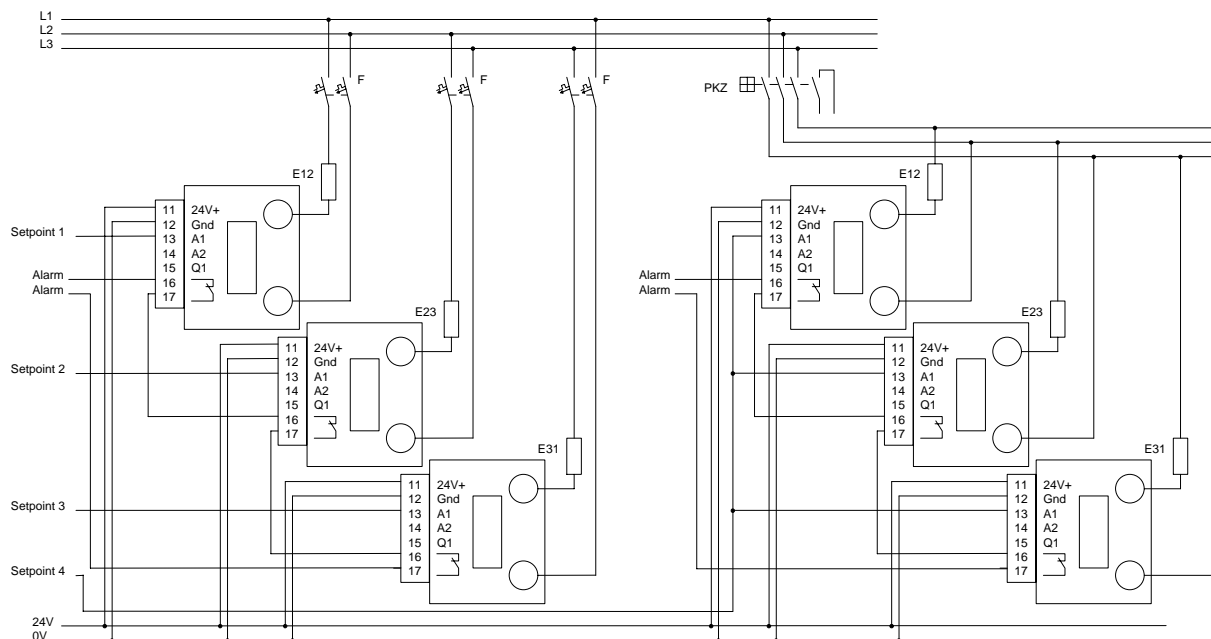 L1
L2
L3
F
F
PKZ
E12
11 24V+
12 Gnd
13 A1
14 A2
15 Q1
16
17
Setpoint 1
Alarm
Alarm
E23
11 24V+
12 Gnd
13 A1
14 A2
15 Q1
16
17
Setpoint 2
E31
11 24V+
12 Gnd
13 A1
14 A2
15 Q1
16
17
Setpoint 3
Setpoint 4
24V
0V
E12
11 24V+
12 Gnd
13 A1
14 A2
15 Q1
16
17
Alarm
Alarm
E23
11 24V+
12 Gnd
13 A1
14 A2
15 Q1
16
17
E31
11 24V+
12 Gnd
13 A1
14 A2
15 Q1
16
17